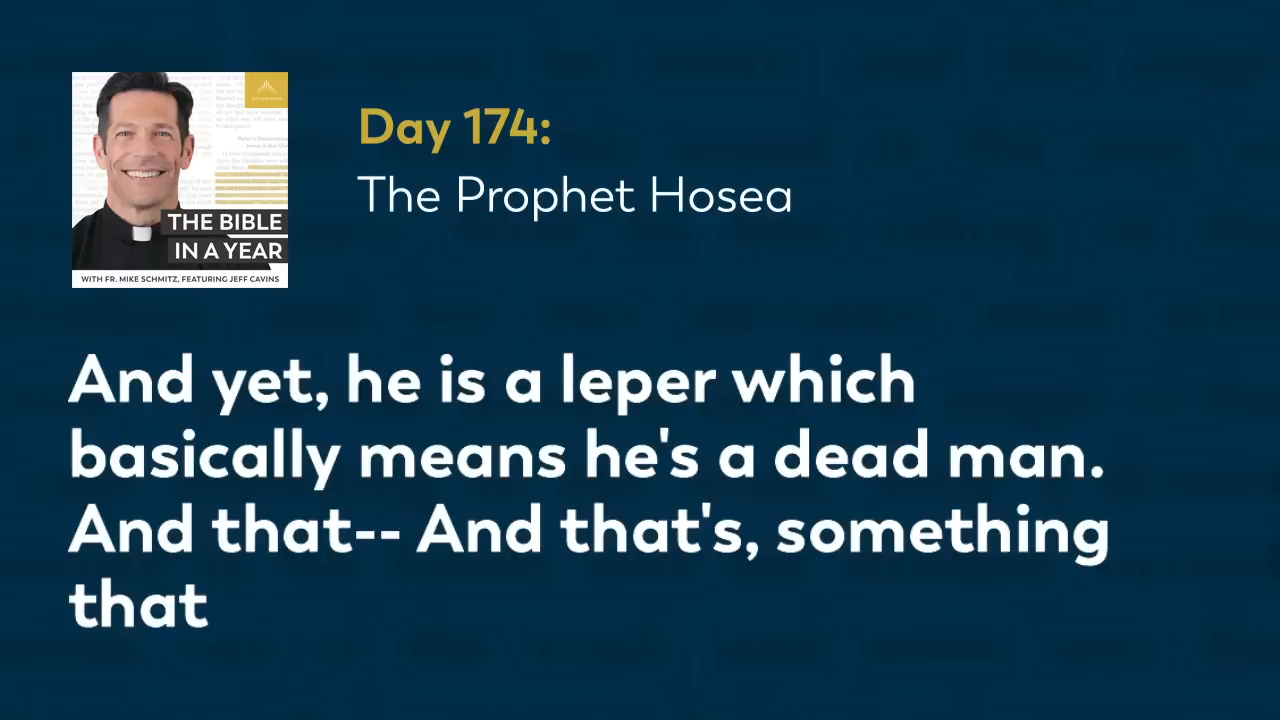 Day 174:
The Prophet Hosea
THE BIBLE
IN A YEAR
WITH FR. MIKE SCHMITZ, FEATURING JEFF CAVINS
And yet, he is a leper which
basically means he's a dead man.
And that-- And that's, something
that